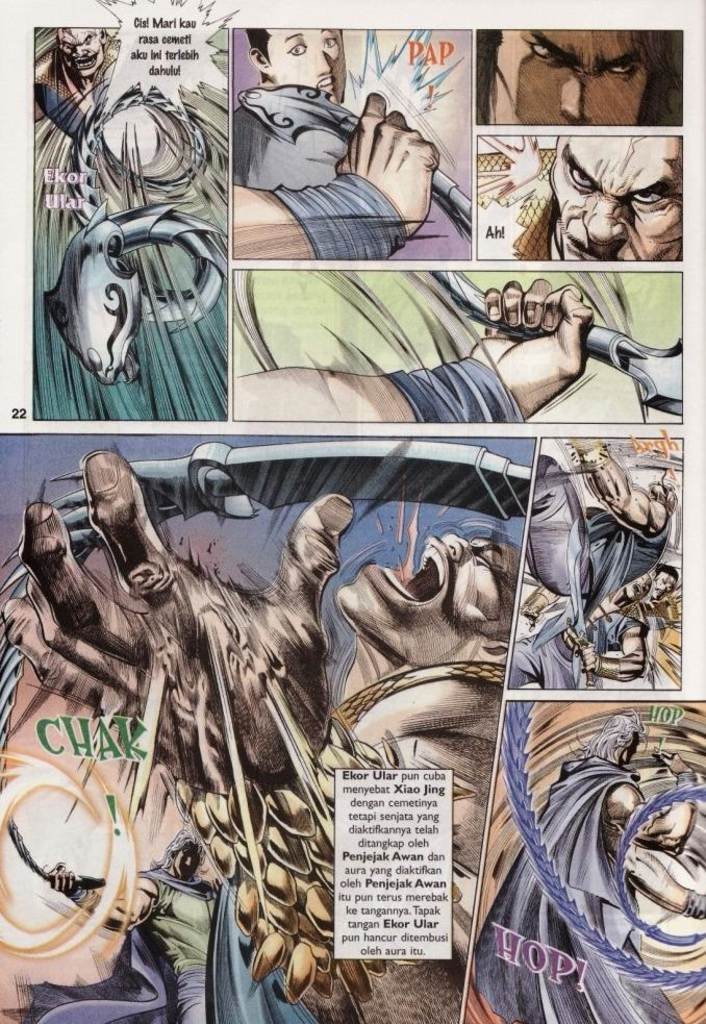 Cis! Mari kau
rasa cemeti
aku ini terlebih
dahulu!
Ekor
Ular
PAP
!
Ah!
22
CHAK
!
Ekor Ular pun cuba
menyebat Xiao Jing
dengan cemetinya
tetapi senjata yang
diaktifkannya telah
ditangkap oleh
Penjejak Awan dan
aura yang diaktifkan
oleh Penjejak Awan
itu pun terus merebak
ke tangannya. Tapak
tangan Ekor Ular
pun hancur ditembusi
oleh aura itu.
HOP
!
HOP!